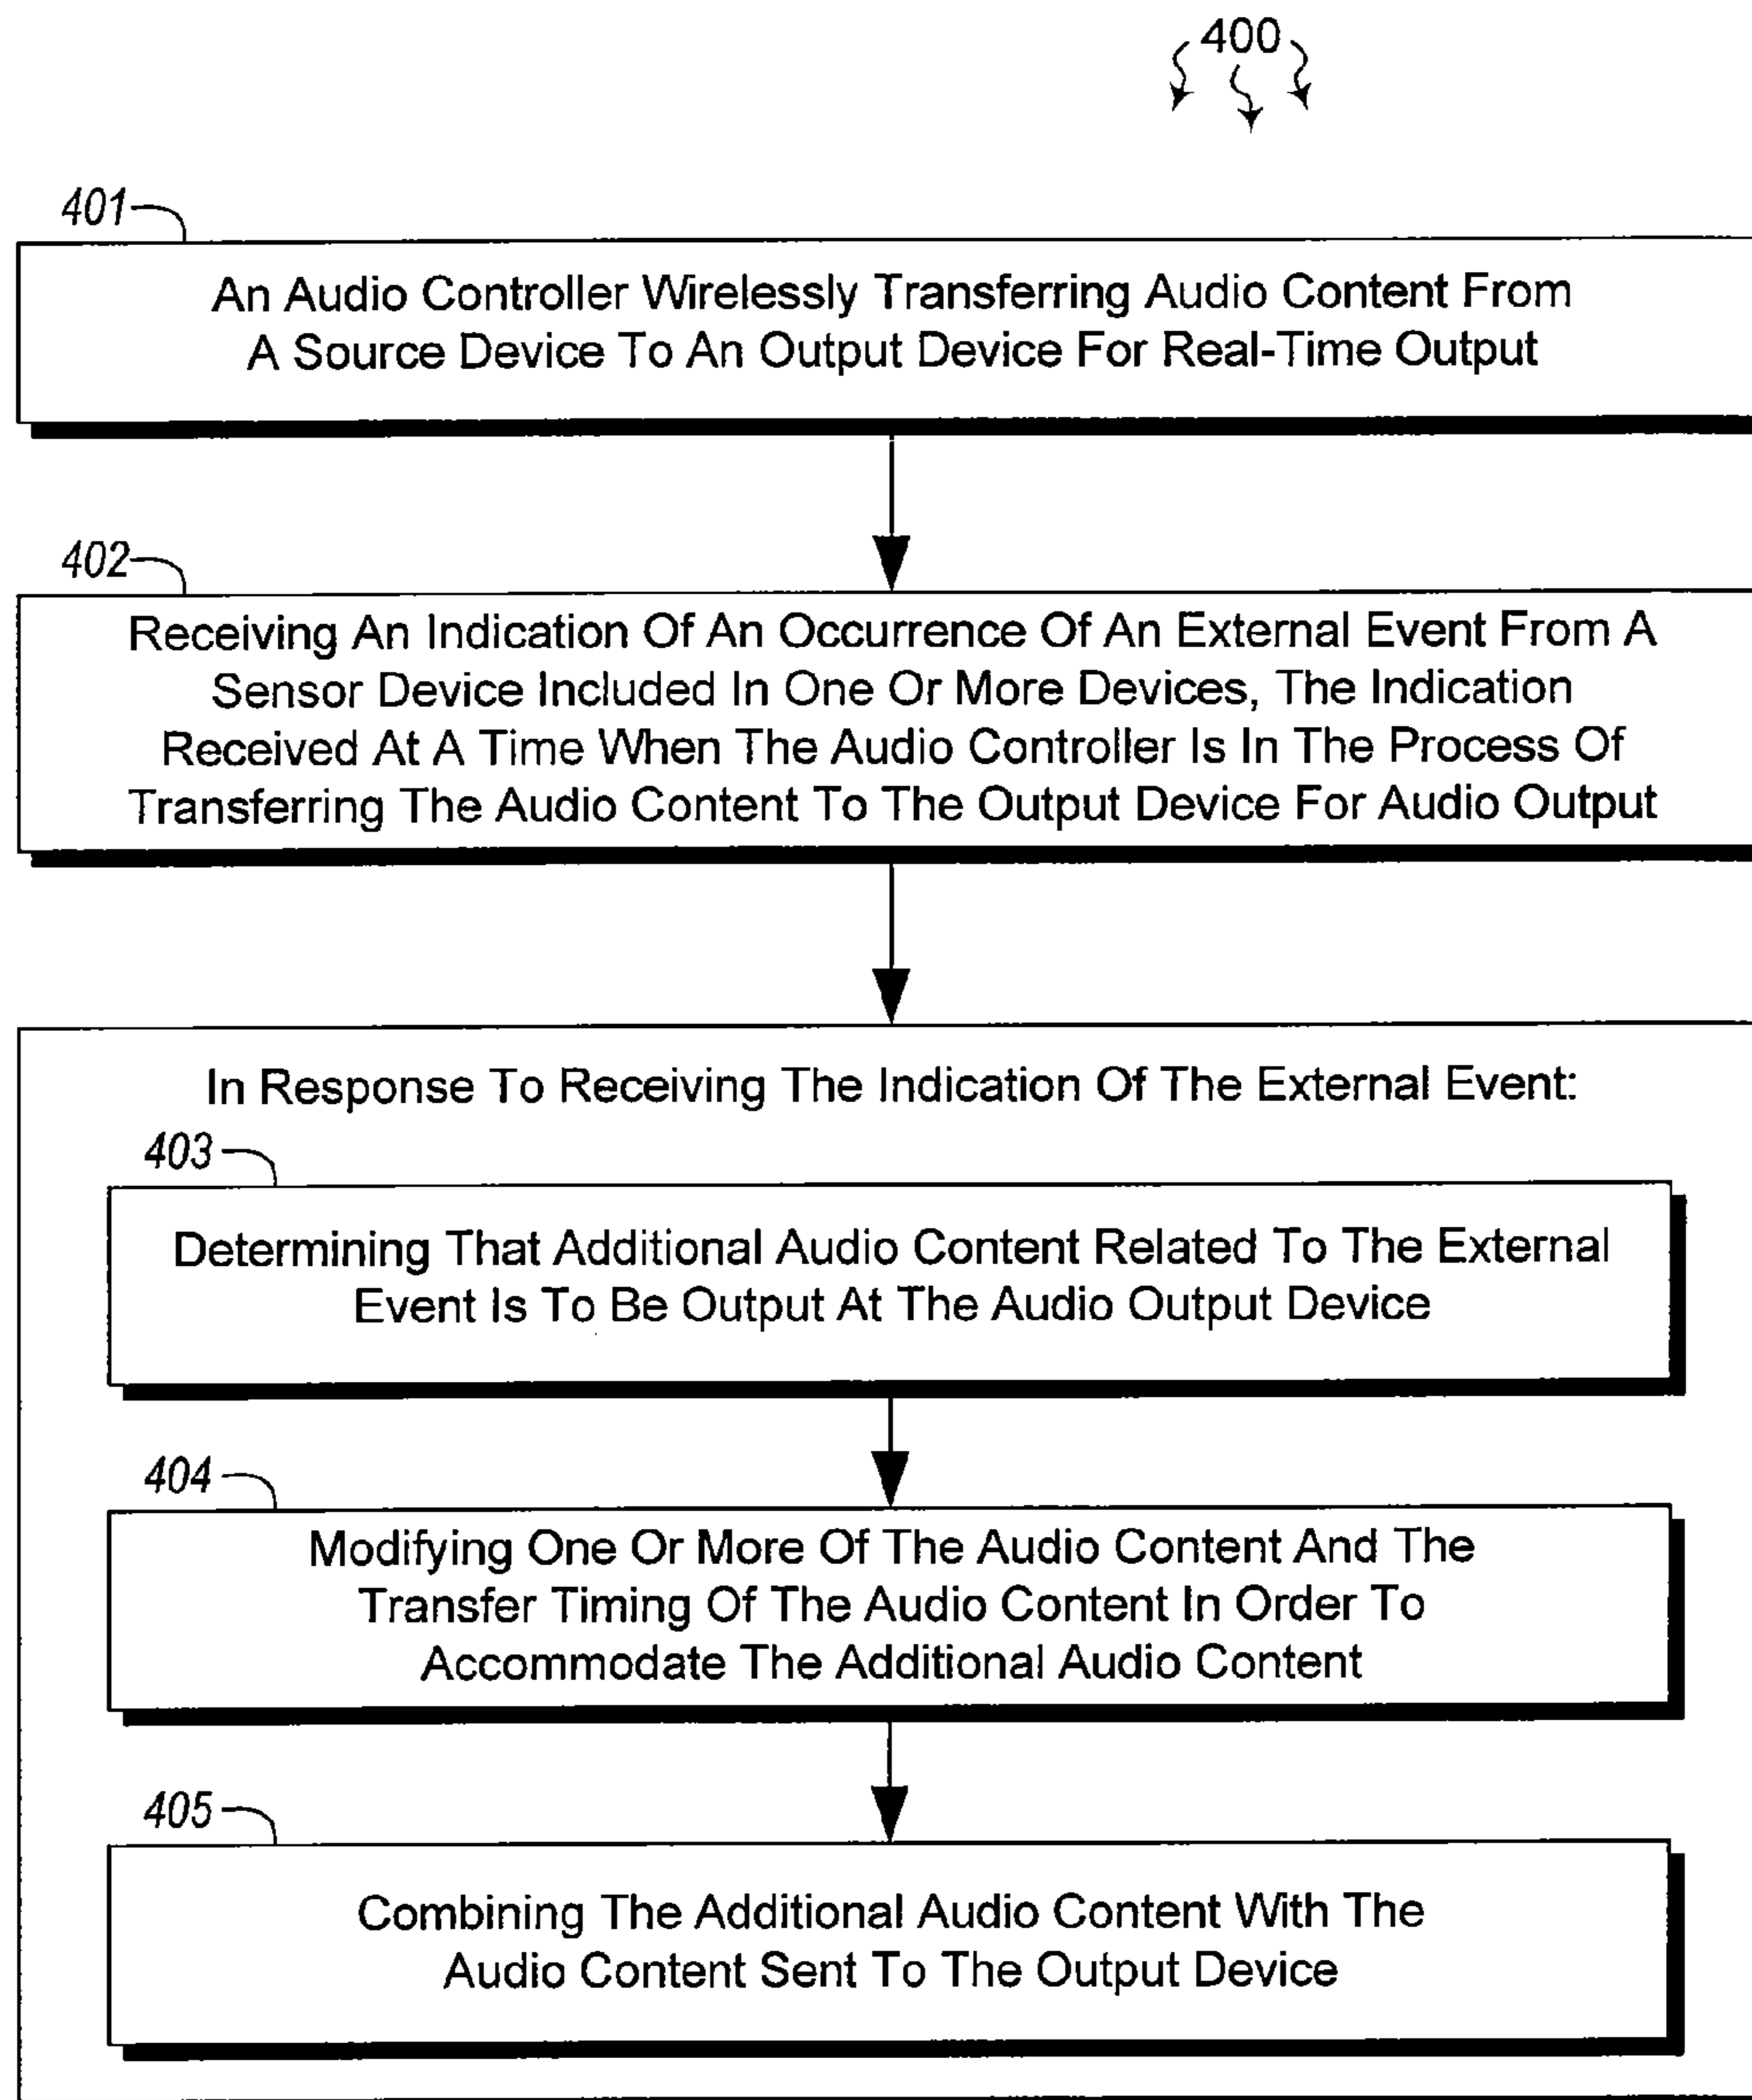 400
401
An Audio Controller Wirelessly Transferring Audio Content From
A Source Device To An Output Device For Real-Time Output
402
Receiving An Indication Of An Occurrence Of An External Event From A
Sensor Device Included In One Or More Devices, The Indication
Received At A Time When The Audio Controller Is In The Process Of
Transferring The Audio Content To The Output Device For Audio Output
In Response To Receiving The Indication Of The External Event:
403
Determining That Additional Audio Content Related To The External
Event Is To Be Output At The Audio Output Device
404
Modifying One Or More Of The Audio Content And The
Transfer Timing Of The Audio Content In Order To
Accommodate The Additional Audio Content
405
Combining The Additional Audio Content With The
Audio Content Sent To The Output Device